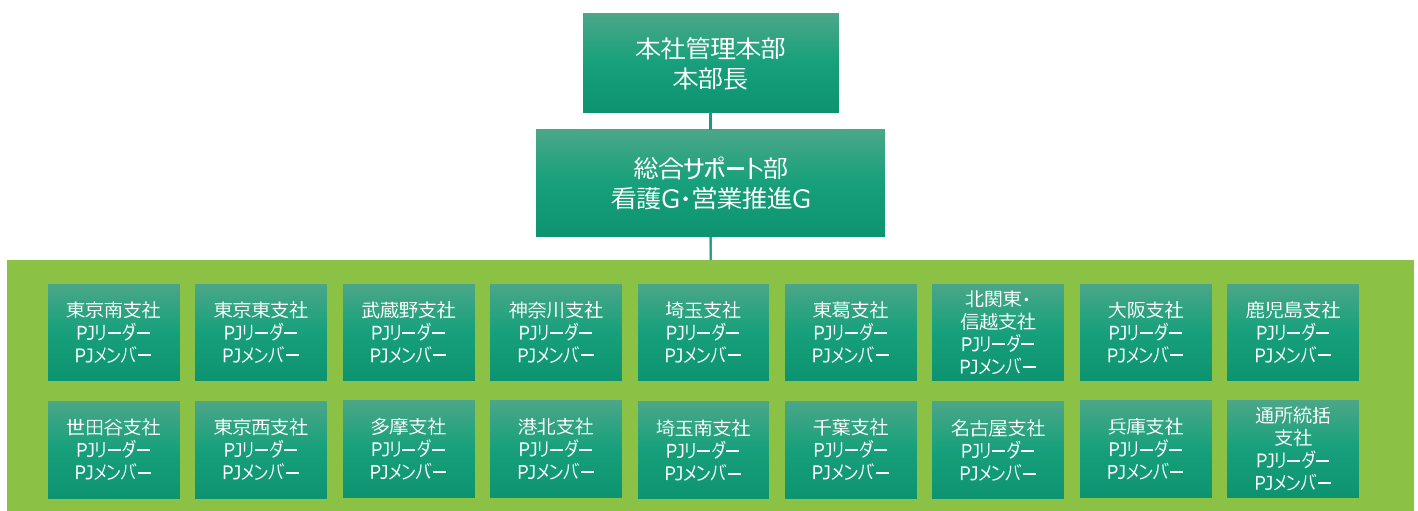 本社管理本部
本部長
総合サポート部
看護G・営業推進G
東京南支社
PJリーダー
PJメンバー
東京東支社
PJリーダー
PJメンバー
武蔵野支社
PJリーダー
PJメンバー
神奈川支社
PJリーダー
PJメンバー
埼玉支社
PJリーダー
PJメンバー
東葛支社
PJリーダー
PJメンバー
北関東・
信越支社
PJリーダー
PJメンバー
大阪支社
PJリーダー
PJメンバー
鹿児島支社
PJリーダー
PJメンバー
世田谷支社
PJリーダー
PJメンバー
東京西支社
PJリーダー
PJメンバー
多摩支社
PJリーダー
PJメンバー
港北支社
PJリーダー
PJメンバー
埼玉南支社
PJリーダー
PJメンバー
千葉支社
PJリーダー
PJメンバー
名古屋支社
PJリーダー
PJメンバー
兵庫支社
PJリーダー
PJメンバー
通所統括
支社
PJリーダー
PJメンバー